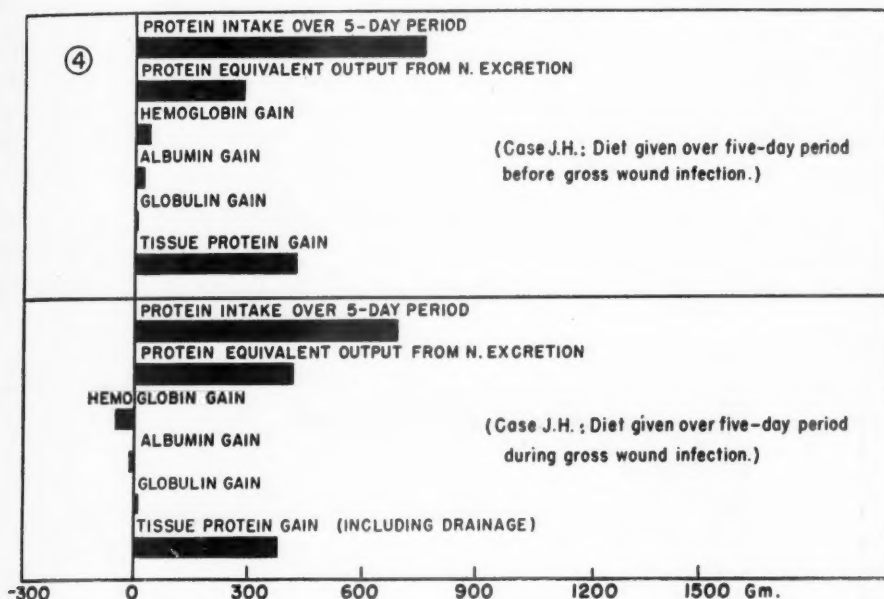 ④
PROTEIN INTAKE OVER 5-DAY PERIOD
PROTEIN EQUIVALENT OUTPUT FROM N. EXCRETION
HEMOGLOBIN GAIN
ALBUMIN GAIN
GLOBULIN GAIN
TISSUE PROTEIN GAIN
(Case J.H.: Diet given over five-day period
before gross wound infection.)
PROTEIN INTAKE OVER 5-DAY PERIOD
PROTEIN EQUIVALENT OUTPUT FROM N. EXCRETION
HEMOGLOBIN GAIN
ALBUMIN GAIN
GLOBULIN GAIN
TISSUE PROTEIN GAIN (INCLUDING DRAINAGE)
(Case J.H.: Diet given over five-day period
during gross wound infection.)
-300 0 300 600 900 1200 1500 Gm.